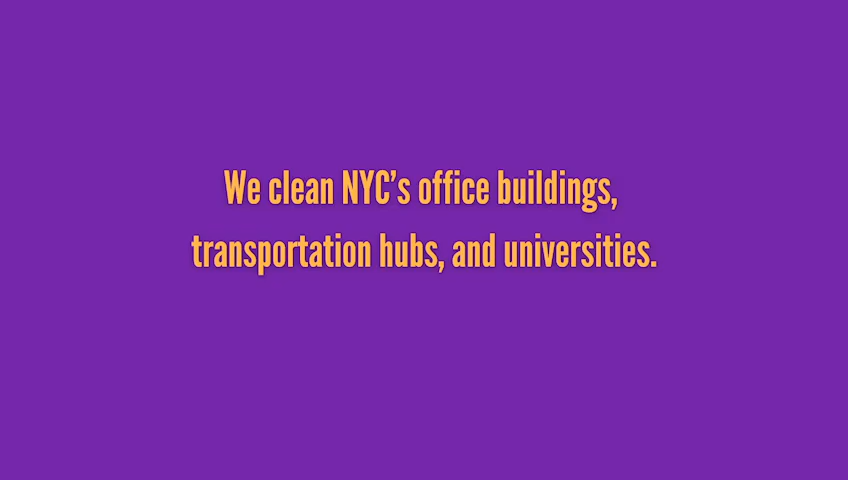 We clean NYC’s office buildings,
transportation hubs, and universities.